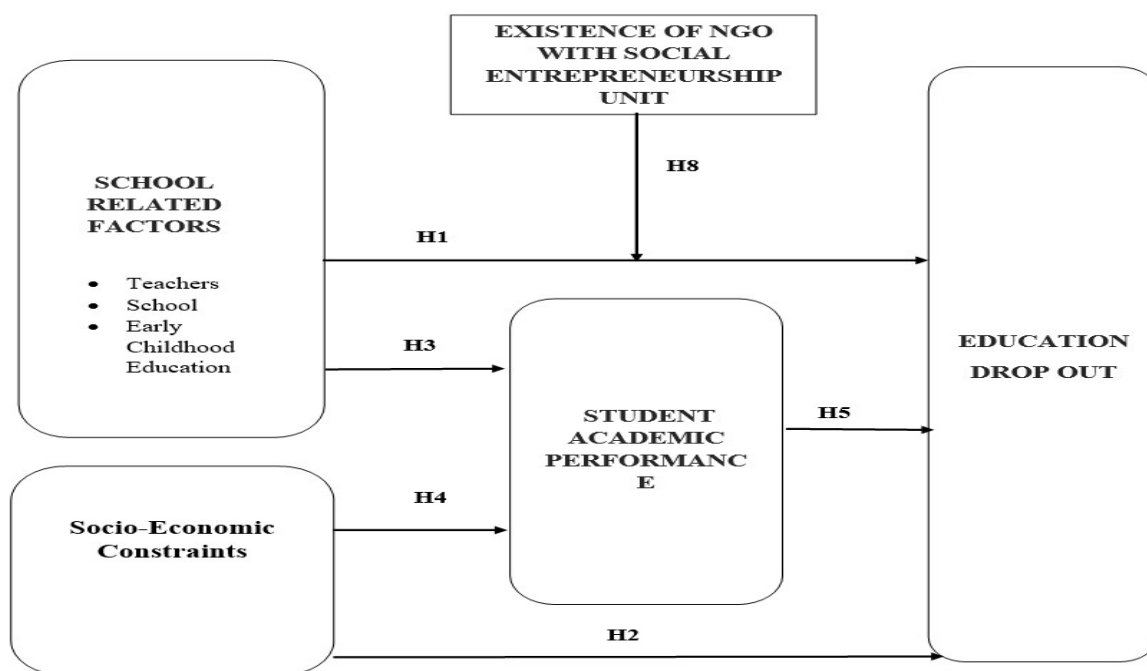 EXISTENCE OF NGO
WITH SOCIAL
ENTREPRENEURSHIP
UNIT
H8
SCHOOL
RELATED
FACTORS
• Teachers
• School
• Early
Childhood
Education
H1
H3
STUDENT
ACADEMIC
PERFORMANC
E
H5
EDUCATION
DROP OUT
Socio-Economic
Constraints
H4
H2